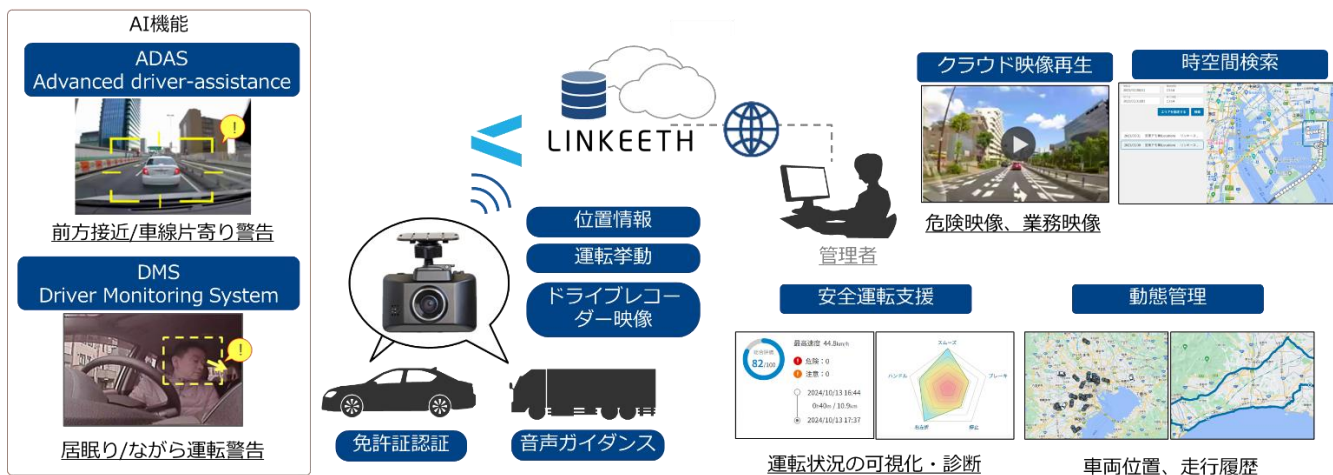 AI機能
ADAS
Advanced driver-assistance
!
前方接近/車線片寄り警告
DMS
Driver Monitoring System
!
居眠り/ながら運転警告
LINKEETH
位置情報
運転挙動
ドライブレコー
ダー映像
免許証認証
音声ガイダンス
管理者
クラウド映像再生
危険映像、業務映像
時空間検索
安全運転支援
82/100
最高速度 44.8km/h
! 危険：0
! 注意：0
2024/10/13 16:44
0h40m / 10.9km
2024/10/13 17:37
スムーズ
ハンドル
ブレーキ
右左折
停止
運転状況の可視化・診断
動態管理
車両位置、走行履歴